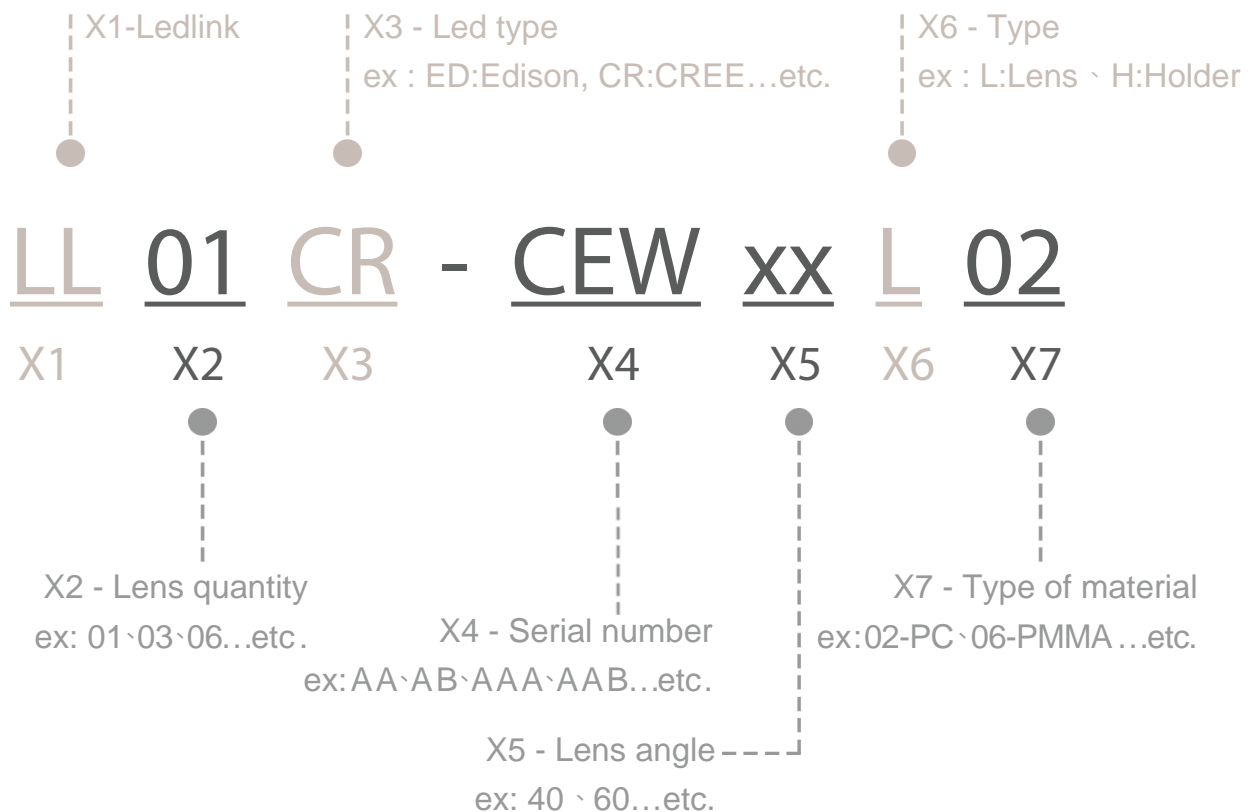 X1-Ledlink
X3 - Led type
ex : ED:Edison, CR:CREE...etc.
X6 - Type
ex : L:Lens、H:Holder
LL 01 CR - CEW xx L 02
X1 X2 X3 X4 X5 X6 X7
X2 - Lens quantity
ex: 01、03、06...etc.
X4 - Serial number
ex:AA、AB、AAA、AAB...etc.
X7 - Type of material
ex:02-PC、06-PMMA...etc.
X5 - Lens angle
ex: 40、60...etc.